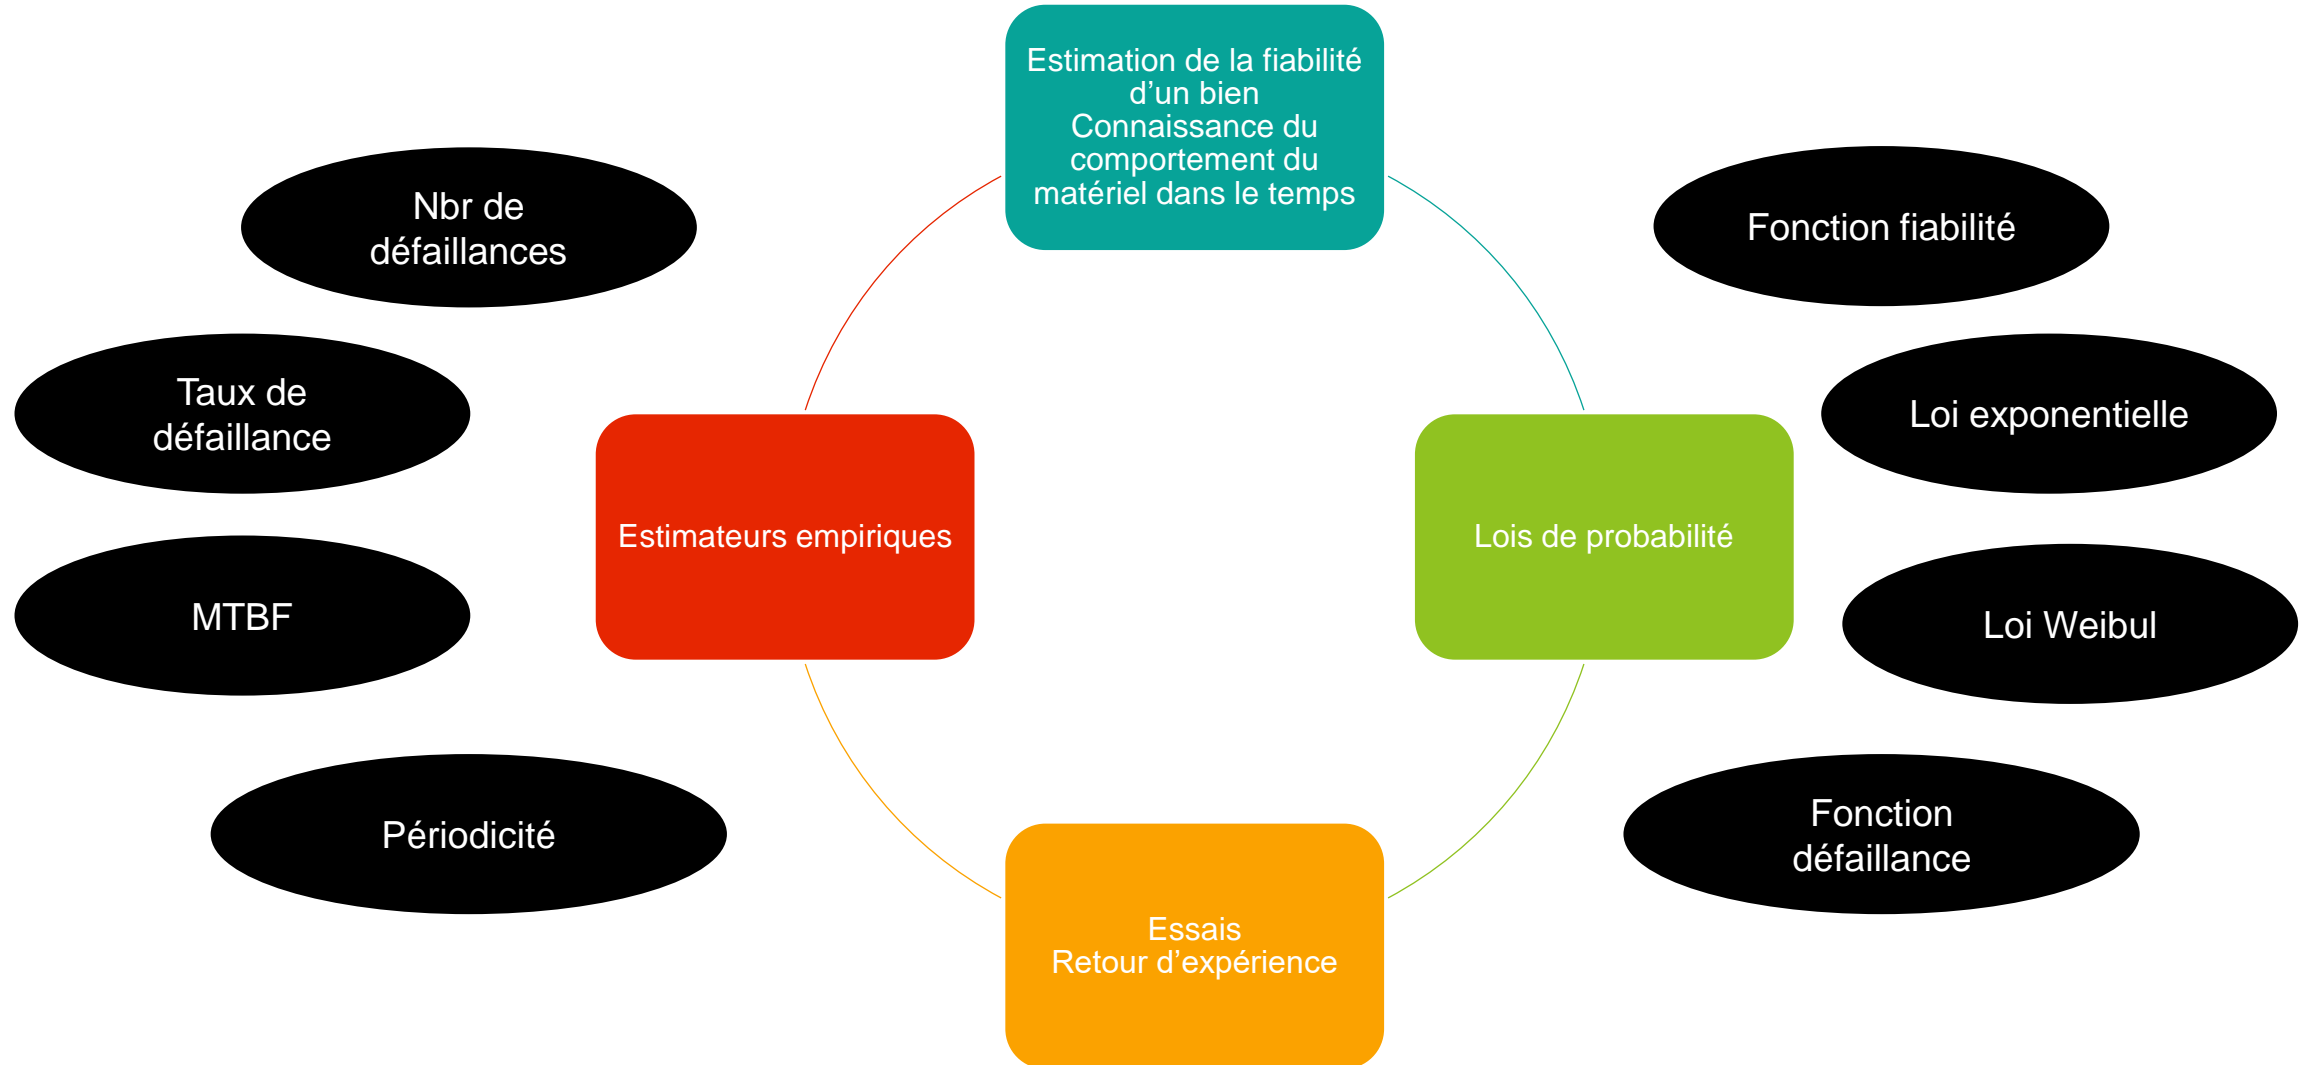 Estimation de la fiabilité
d’un bien
Connaissance du
comportement du
matériel dans le temps
Nbr de
défaillances
Fonction fiabilité
Taux de
défaillance
Loi exponentielle
Estimateurs empiriques
Lois de probabilité
MTBF
Loi Weibul
Périodicité
Fonction
défaillance
Essais
Retour d’expérience